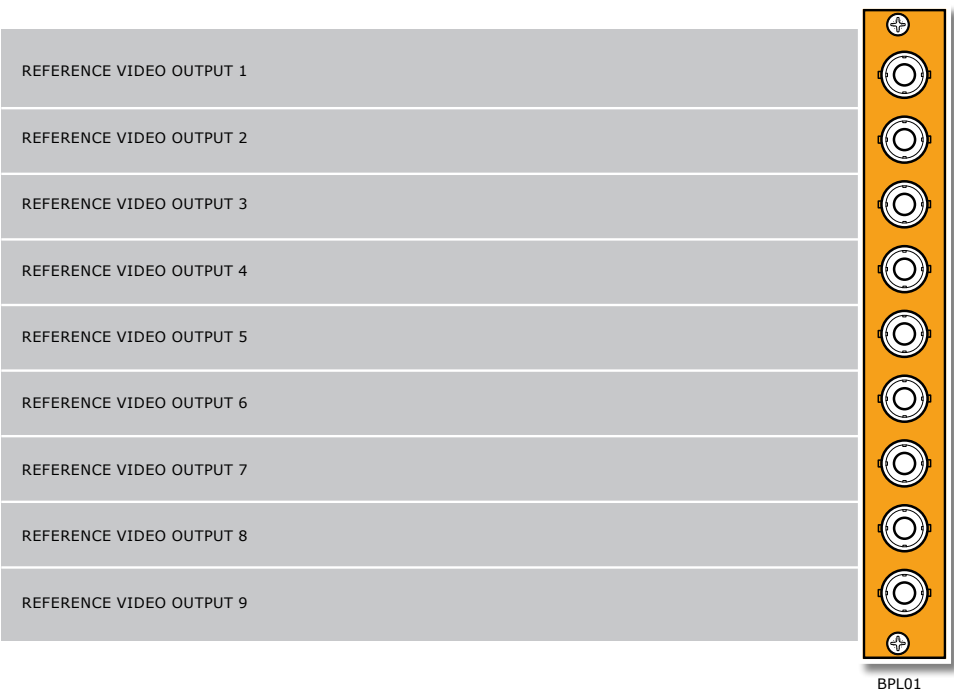 REFERENCE VIDEO OUTPUT 1
REFERENCE VIDEO OUTPUT 2
REFERENCE VIDEO OUTPUT 3
REFERENCE VIDEO OUTPUT 4
REFERENCE VIDEO OUTPUT 5
REFERENCE VIDEO OUTPUT 6
REFERENCE VIDEO OUTPUT 7
REFERENCE VIDEO OUTPUT 8
REFERENCE VIDEO OUTPUT 9
BPL01